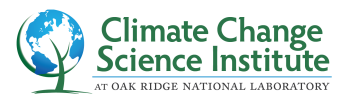 Climate Change
Science Institute
AT OAK RIDGE NATIONAL LABORATORY